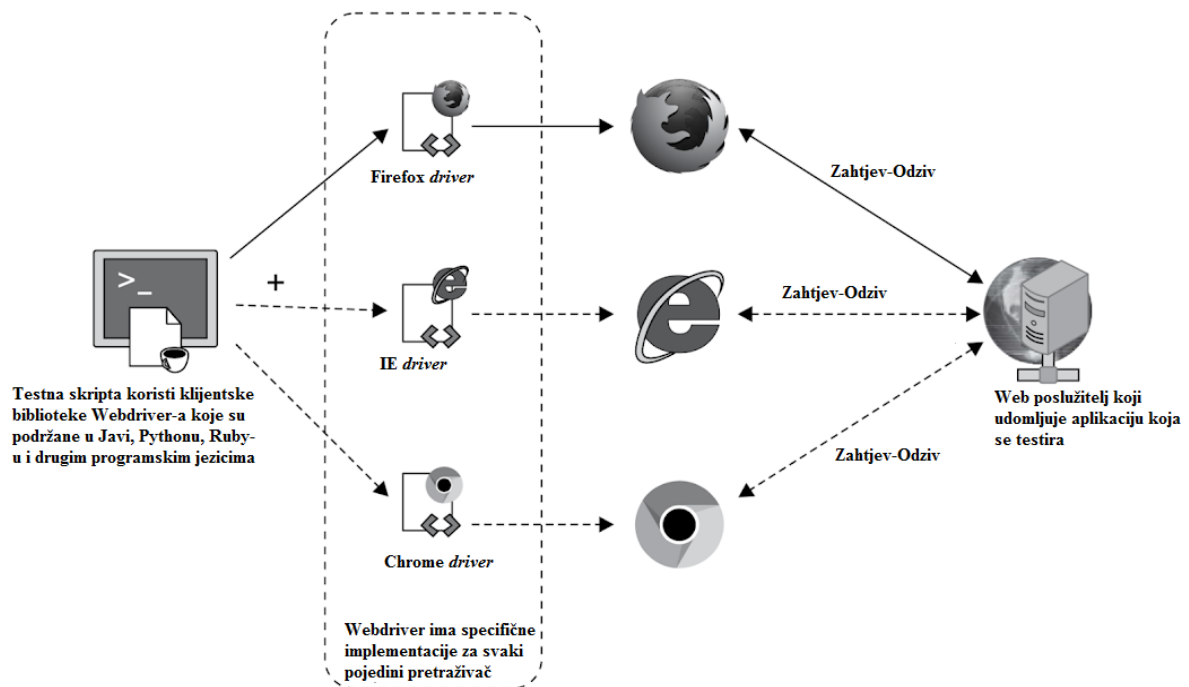 Firefox driver
Zahtjev-Odziv
>_
+
IE driver
Zahtjev-Odziv
Testna skripta koristi klijentske
biblioteke Webdriver-a koje su
podržane u Javi, Pythonu, Ruby-
u i drugim programskim jezicima
Web poslužitelj koji
udomljuje aplikaciju koja
se testira
Zahtjev-Odziv
Chrome driver
Webdriver ima specifične
implementacije za svaki
pojedini pretraživač